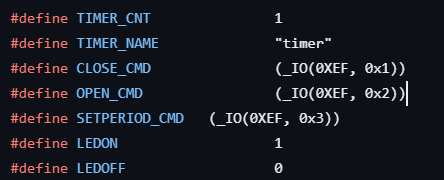 #define TIMER_CNT 1
#define TIMER_NAME "timer"
#define CLOSE_CMD (_IO(0XEF, 0x1))
#define OPEN_CMD (_IO(0XEF, 0x2))
#define SETPERIOD_CMD (_IO(0XEF, 0x3))
#define LEDON 1
#define LEDOFF 0